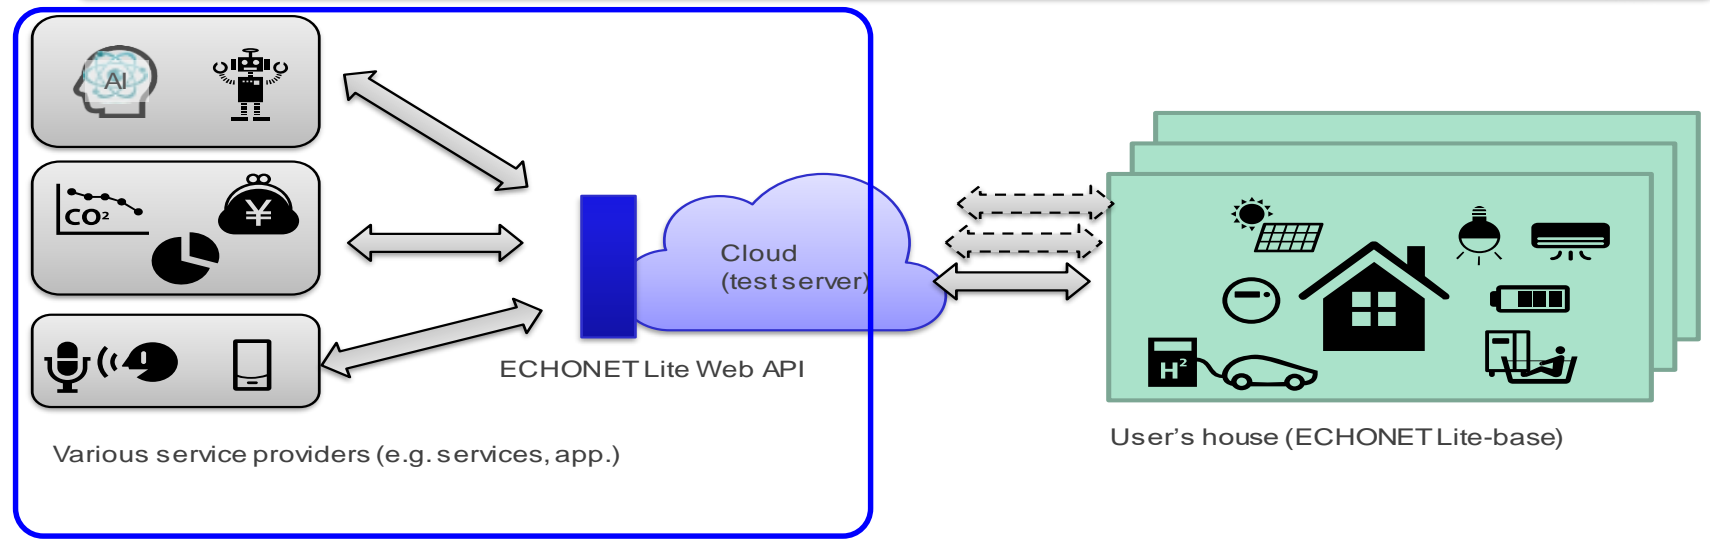 AI
CO²
¥
Cloud
(test server)
ECHONET Lite Web API
H²
Various service providers (e.g. services, app.)
User's house (ECHONET Lite-base)